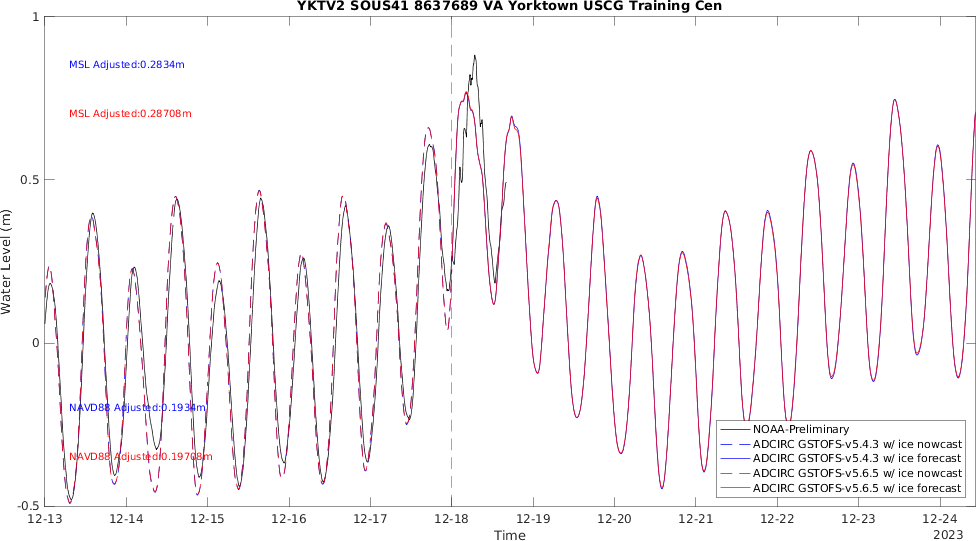 YKTV2 SOUS41 8637689 VA Yorktown USCG Training Cen
1
MSL Adjusted:0.2834m
MSL Adjusted:0.28708m
0.5
Water Level (m)
0
NAVD88 Adjusted:0.1934m
NAVD88 Adjusted:0.19708m
NOAA-Preliminary
ADCIRC GSTOFS-v5.4.3 w/ ice nowcast
ADCIRC GSTOFS-v5.4.3 w/ ice forecast
ADCIRC GSTOFS-v5.6.5 w/ ice nowcast
ADCIRC GSTOFS-v5.6.5 w/ ice forecast
-0.5
12-13 12-14 12-15 12-16 12-17 12-18 12-19 12-20 12-21 12-22 12-23 12-24
Time
2023